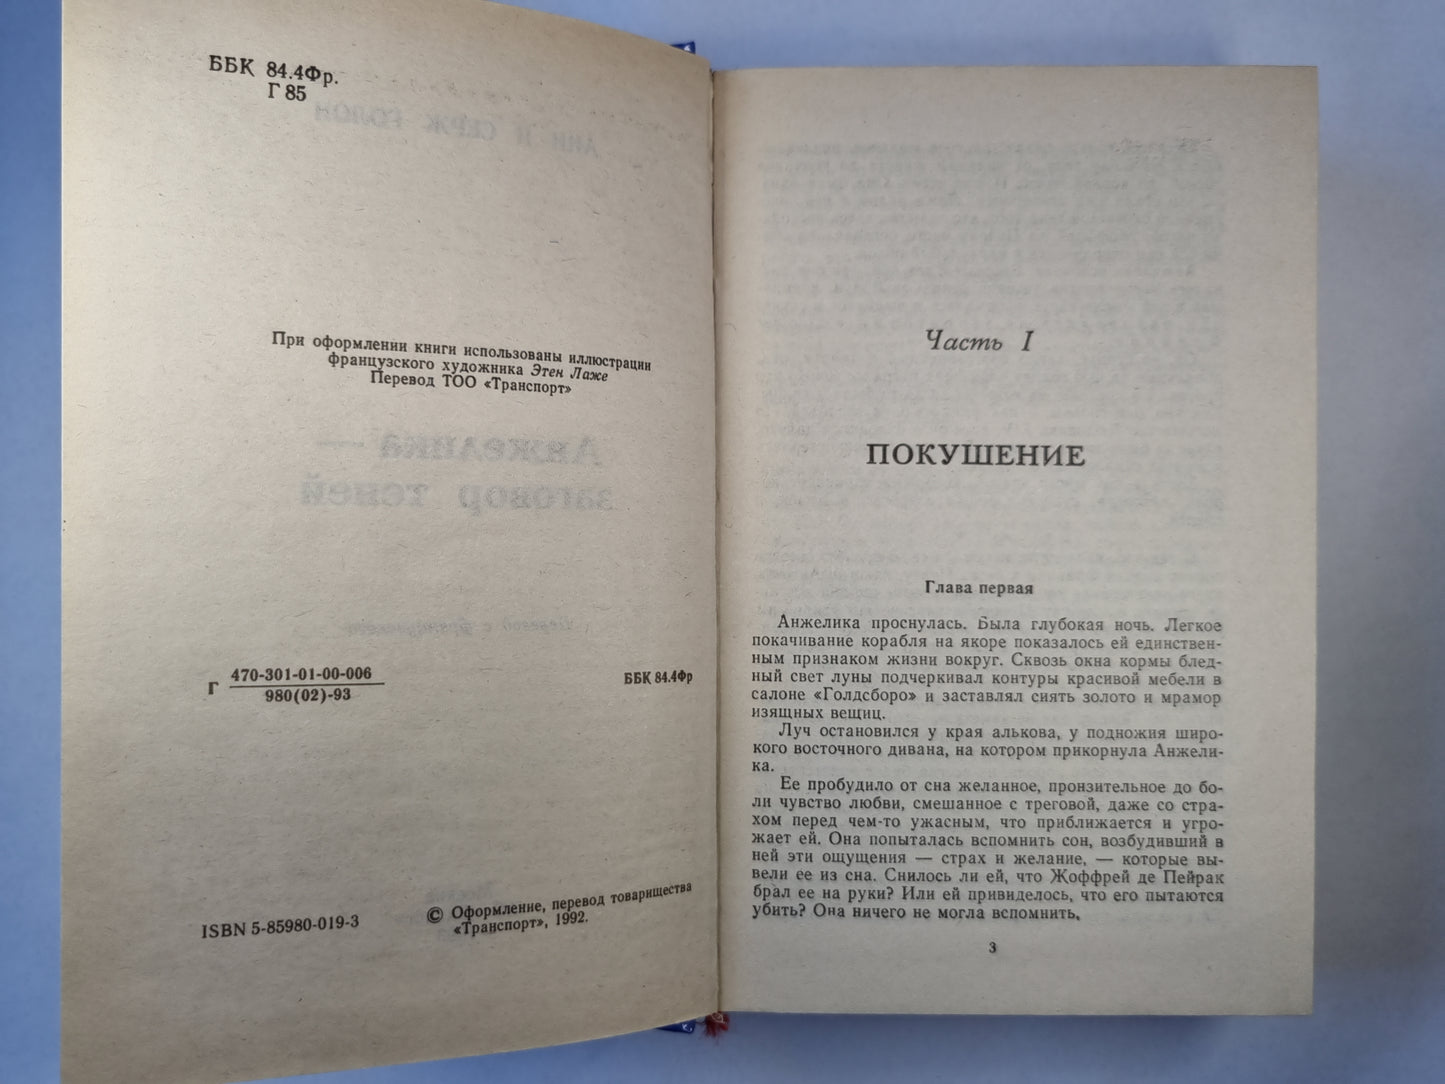 ББК 84.4Фр.
Г 85
При оформлении книги использованы иллюстрации
французского художника Этен Лаже
Перевод ТОО «Транспорт»
Г 470-301-01-00-006
980(02)-93
ББК 84.4Фр
ISBN 5-85980-019-3
© Оформление, перевод товарищества
«Транспорт», 1992.
Часть I
ПОКУШЕНИЕ
Глава первая
Анжелика проснулась. Была глубокая ночь. Легкое
покачивание корабля на якоре показалось ей единствен-
ным признаком жизни вокруг. Сквозь окна кормы блед-
ный свет луны подчеркивал контуры красивой мебели в
салоне «Голдсборо» и заставлял сиять золото и мрамор
изящных вещиц.
Луч остановился у края алькова, у подножия широ-
кого восточного дивана, на котором прикорнула Анжели-
ка.
Ее пробудило от сна желанное, пронзительное до бо-
ли чувство любви, смешанное с треговой, даже со стра-
хом перед чем-то ужасным, что приближается и угро-
жает ей. Она попыталась вспомнить сон, возбудивший в
ней эти ощущения — страх и желание, — которые вы-
вели ее из сна. Снилось ли ей, что Жоффрей де Пейрак
брал ее на руки? Или ей привиделось, что его пытаются
убить? Она ничего не могла вспомнить.
3